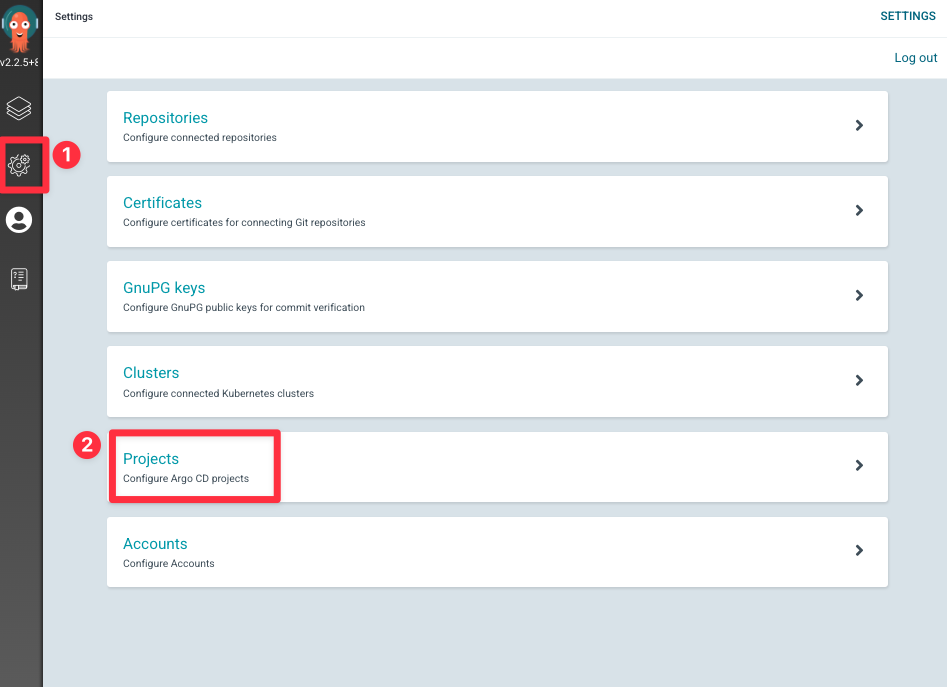 Settings
SETTINGS
v2.2.5+8
Log out
1
Repositories
Configure connected repositories
Certificates
Configure certificates for connecting Git repositories
GnuPG keys
Configure GnuPG public keys for commit verification
Clusters
Configure connected Kubernetes clusters
2
Projects
Configure Argo CD projects
Accounts
Configure Accounts